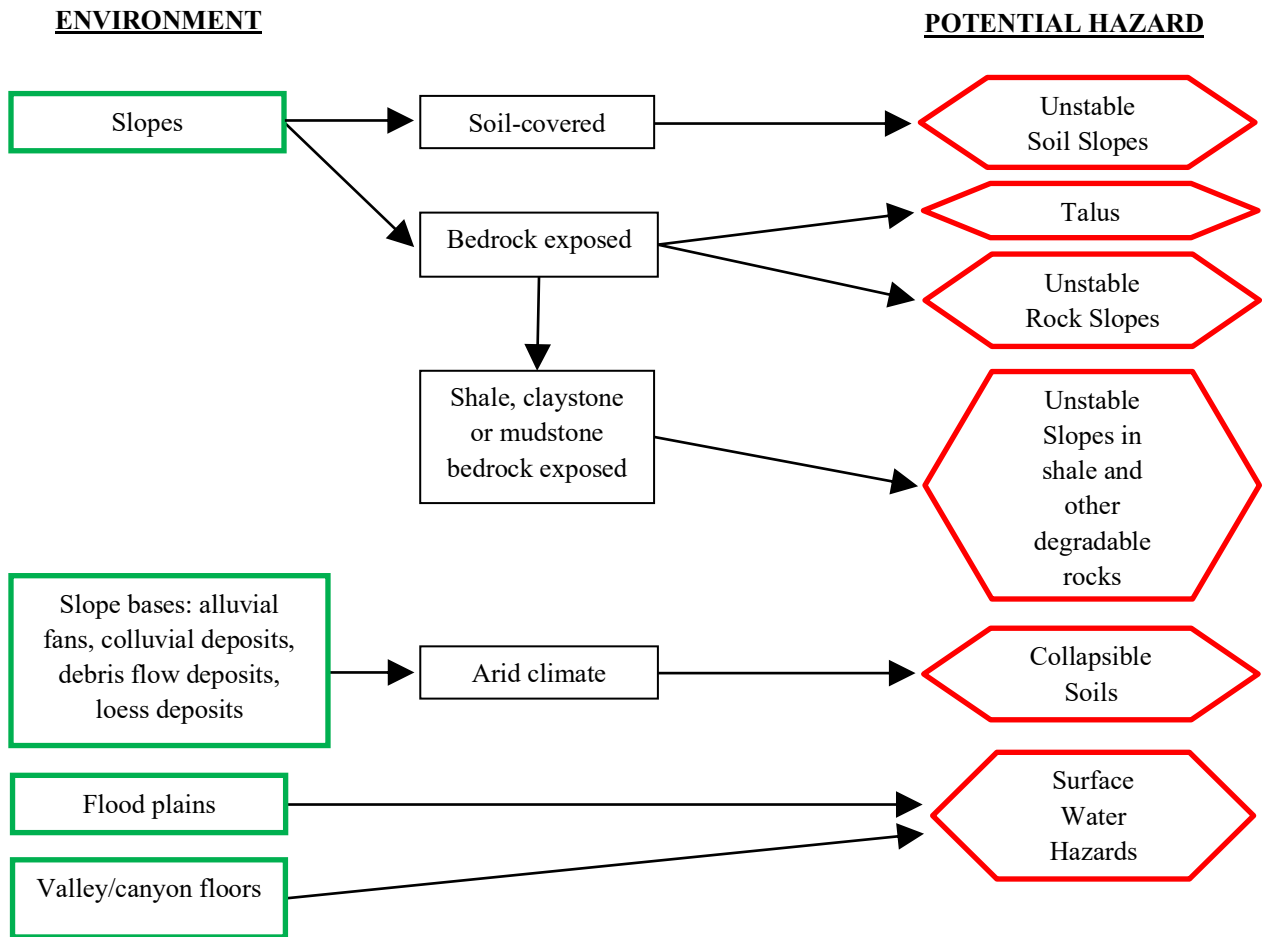 ENVIRONMENT
POTENTIAL HAZARD
Slopes
Soil-covered
Unstable
Soil Slopes
Bedrock exposed
Talus
Unstable
Rock Slopes
Shale, claystone
or mudstone
bedrock exposed
Unstable
Slopes in
shale and
other
degradable
rocks
Slope bases: alluvial
fans, colluvial deposits,
debris flow deposits,
loess deposits
Arid climate
Collapsible
Soils
Flood plains
Surface
Water
Hazards
Valley/canyon floors